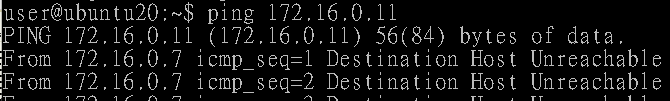 user@ubuntu20:~$ ping 172.16.0.11
PING 172.16.0.11 (172.16.0.11) 56(84) bytes of data.
From 172.16.0.7 icmp_seq=1 Destination Host Unreachable
From 172.16.0.7 icmp_seq=2 Destination Host Unreachable